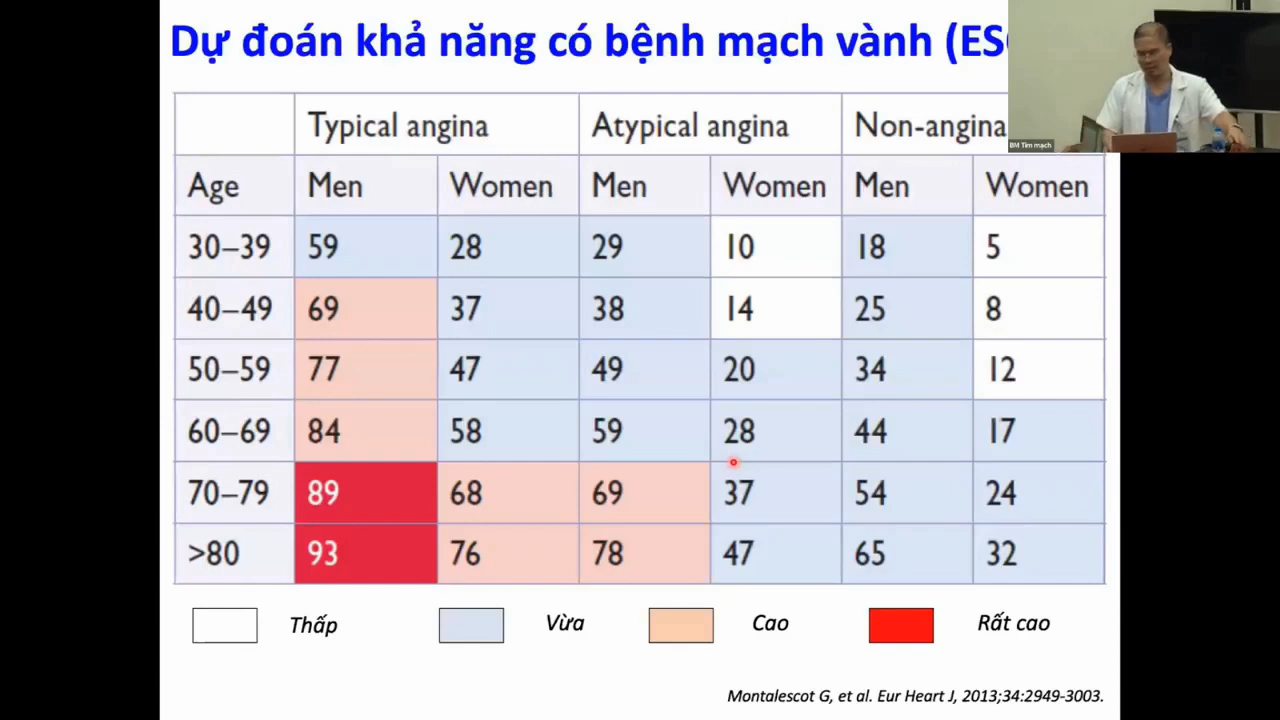 Dự đoán khả năng có bệnh mạch vành (ES
Typical angina Atypical angina Non-angina
Age Men Women Men Women Men Women
30–39 59 28 29 10 18 5
40–49 69 37 38 14 25 8
50–59 77 47 49 20 34 12
60–69 84 58 59 28 44 17
70–79 89 68 69 37 54 24
>80 93 76 78 47 65 32
Thấp Vừa Cao Rất cao
Montalescot G, et al. Eur Heart J, 2013;34:2949-3003.
BM Tim mạch